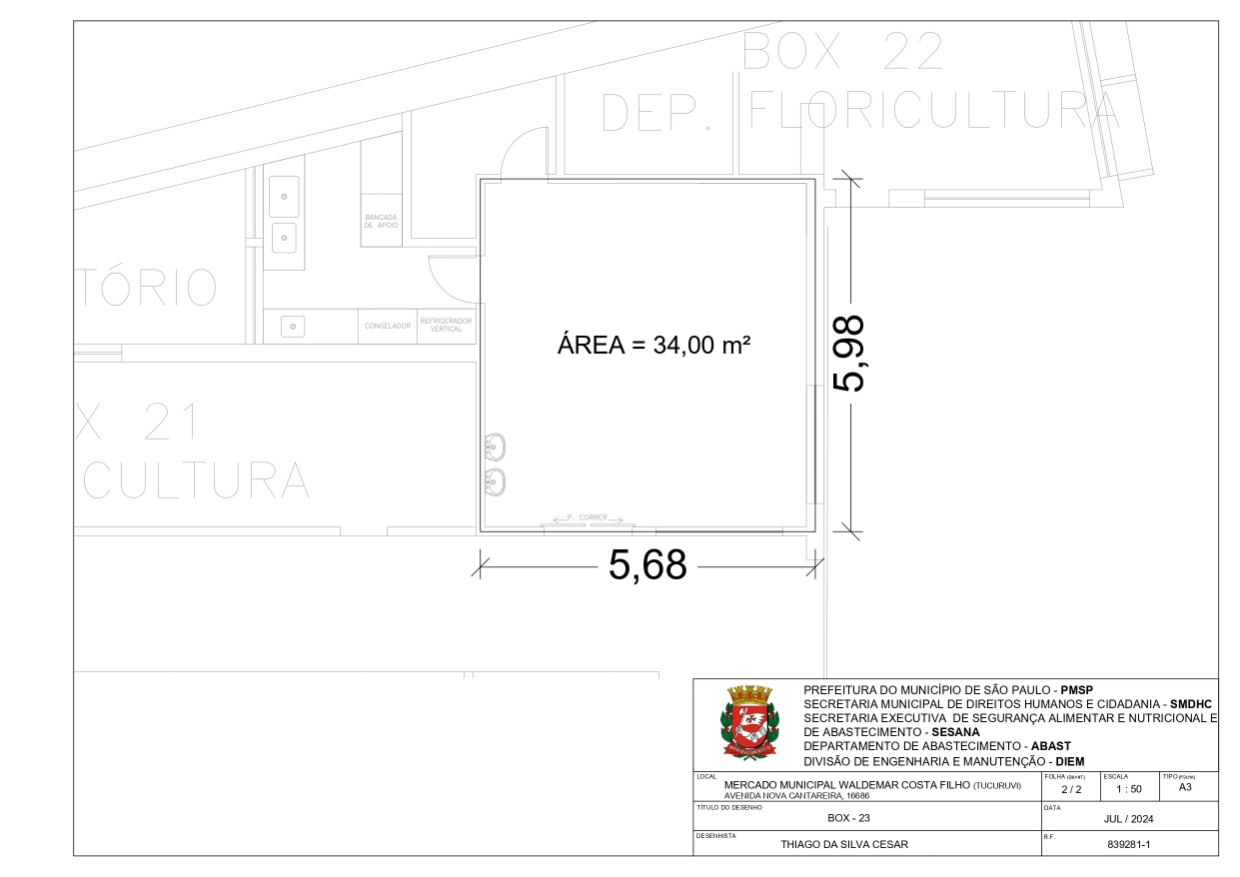 BOX 22
DEP. FLORICULTURA
BANCADA
DE APOIO
TÓRIO
CONGELADOR
REFRIGERADOR
VERTICAL
ÁREA = 34,00 m²
5,98
X 21
CULTURA
P. CORRER
5,68
PREFEITURA DO MUNICÍPIO DE SÃO PAULO - PMSP
SECRETARIA MUNICIPAL DE DIREITOS HUMANOS E CIDADANIA - SMDHC
SECRETARIA EXECUTIVA DE SEGURANÇA ALIMENTAR E NUTRICIONAL E
DE ABASTECIMENTO - SESANA
DEPARTAMENTO DE ABASTECIMENTO - ABAST
DIVISÃO DE ENGENHARIA E MANUTENÇÃO - DIEM
LOCAL
MERCADO MUNICIPAL WALDEMAR COSTA FILHO (TUCURUVI)
AVENIDA NOVA CANTAREIRA, 16686
FOLHA (QUANT.)
2 / 2
ESCALA
1 : 50
TIPO (FOLHA)
A3
TÍTULO DO DESENHO
BOX - 23
DATA
JUL / 2024
DESENHISTA
THIAGO DA SILVA CESAR
R.F.
839281-1